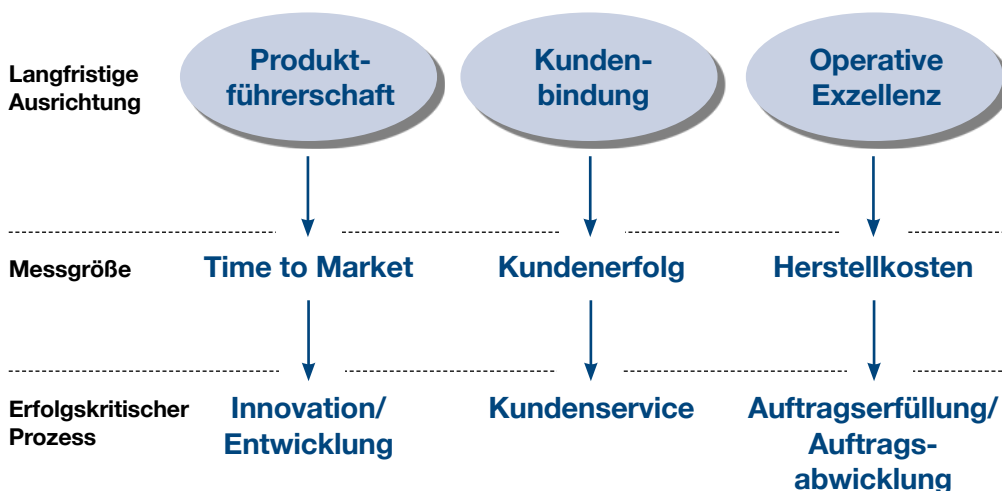 Langfristige
Ausrichtung
Produkt-
führerschaft
Kunden-
bindung
Operative
Exzellenz
Messgröße
Time to Market
Kundenerfolg
Herstellkosten
Erfolgskritischer
Prozess
Innovation/
Entwicklung
Kundenservice
Auftragserfüllung/
Auftrags-
abwicklung